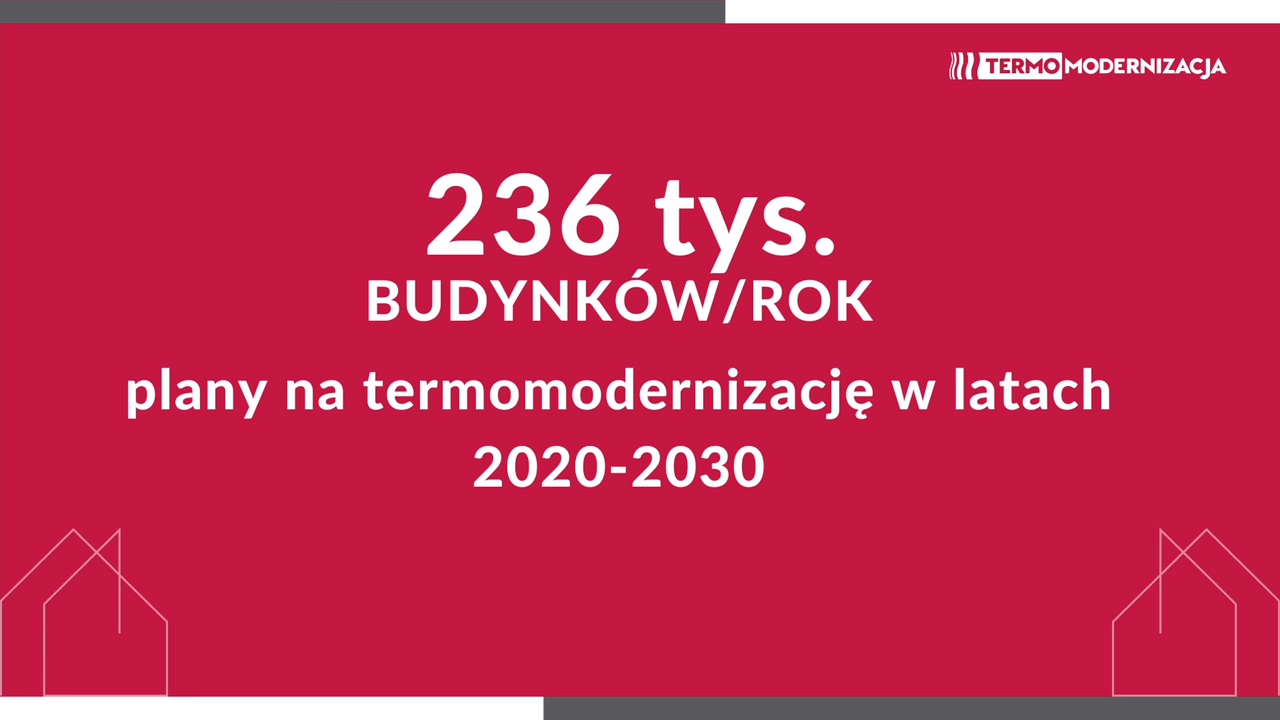 TERMOMODERNIZACJA
236 tys.
BUDYNKÓW/ROK
plany na termomodernizację w latach
2020-2030